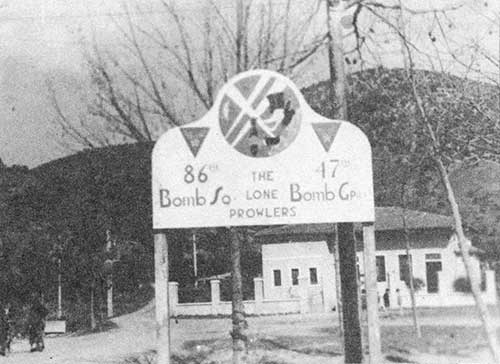 86TH THE 47TH
Bomb SQ. LONE Bomb GP.
PROWLERS